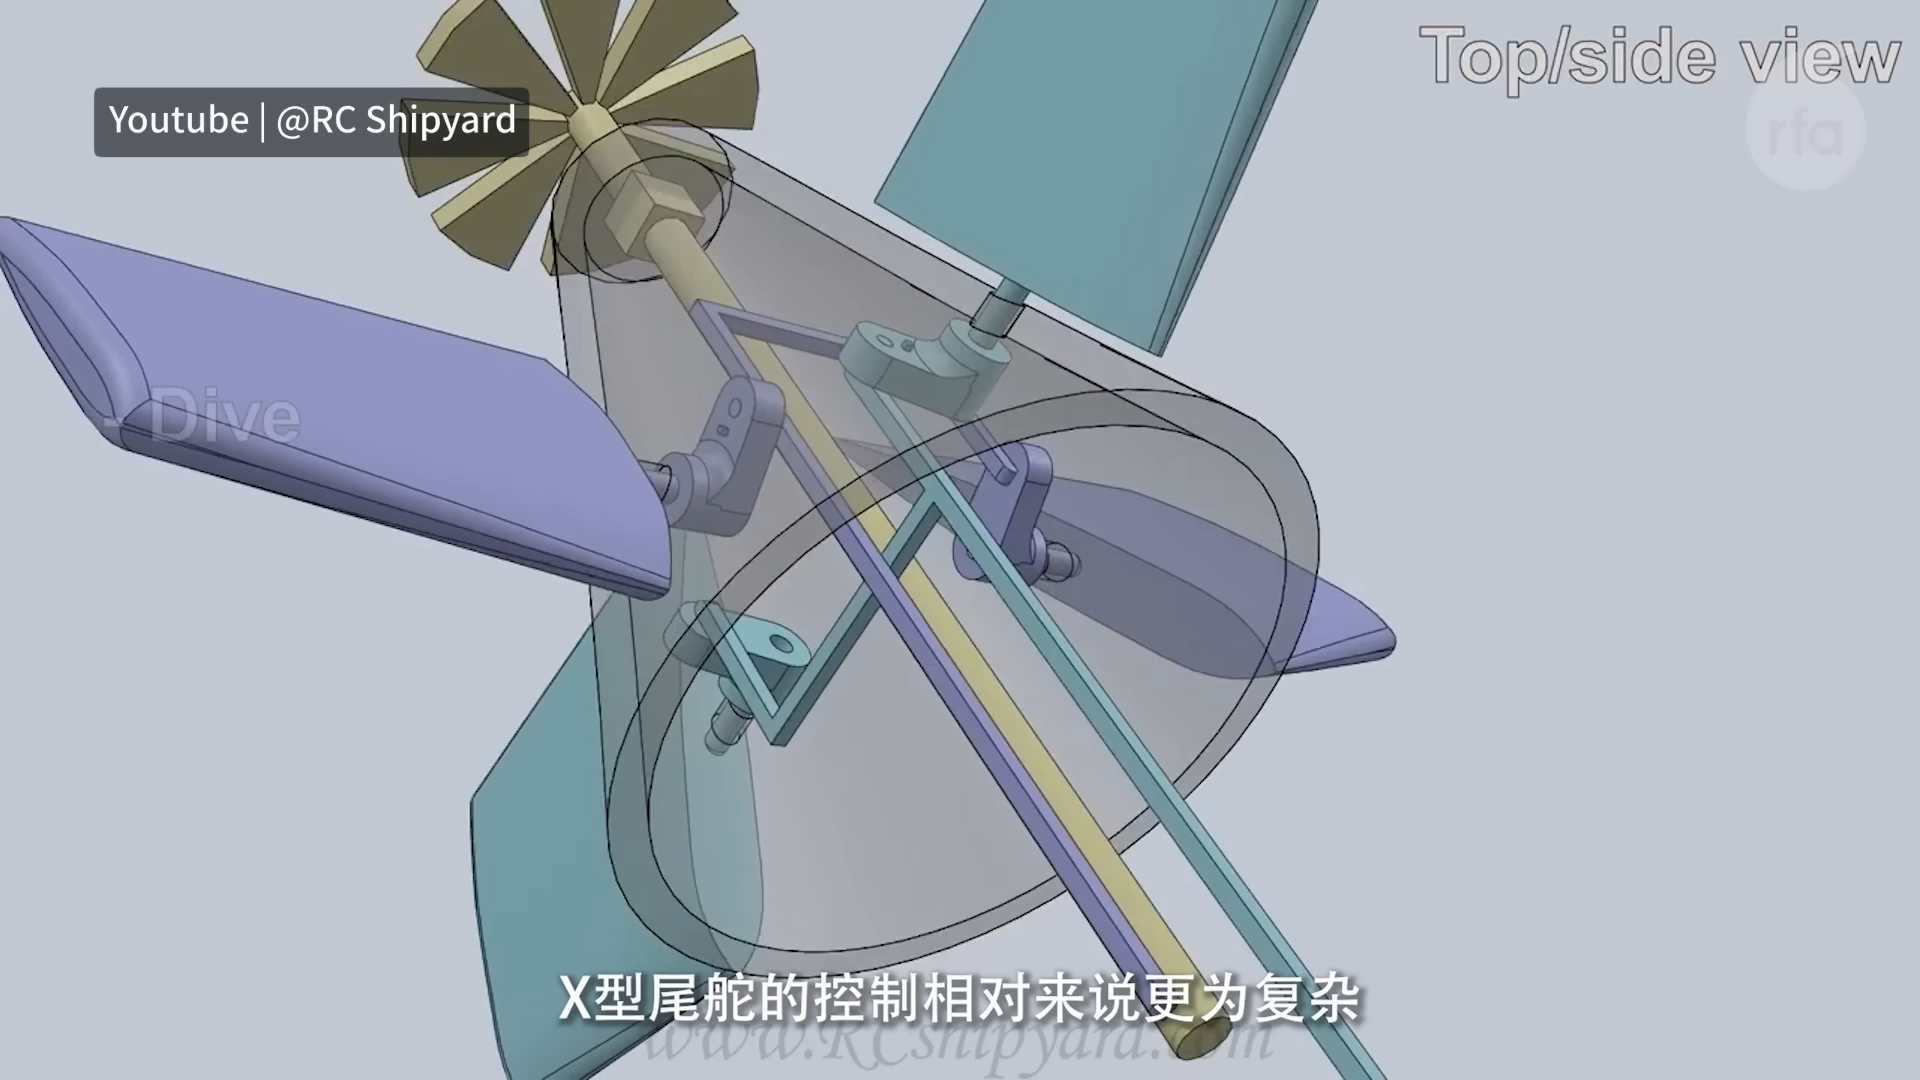 Top/side view
rfa
Youtube | @RC Shipyard
- Dive
X型尾舵的控制相对来说更为复杂
www.RCshipyard.com